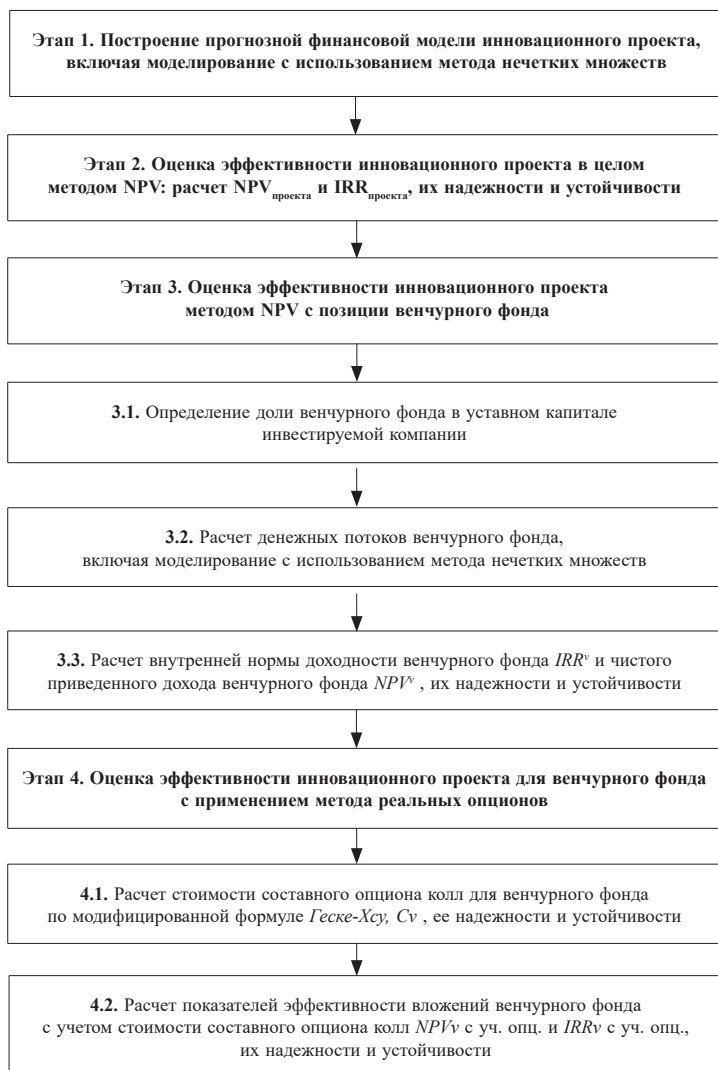 Этап 1. Построение прогнозной финансовой модели инновационного проекта,
включая моделирование с использованием метода нечетких множеств
Этап 2. Оценка эффективности инновационного проекта в целом
методом NPV: расчет NPVпроекта и IRRпроекта, их надежности и устойчивости
Этап 3. Оценка эффективности инновационного проекта
методом NPV с позиции венчурного фонда
3.1. Определение доли венчурного фонда в уставном капитале
инвестируемой компании
3.2. Расчет денежных потоков венчурного фонда,
включая моделирование с использованием метода нечетких множеств
3.3. Расчет внутренней нормы доходности венчурного фонда IRRᵛ и чистого
приведенного дохода венчурного фонда NPVᵛ , их надежности и устойчивости
Этап 4. Оценка эффективности инновационного проекта для венчурного фонда
с применением метода реальных опционов
4.1. Расчет стоимости составного опциона колл для венчурного фонда
по модифицированной формуле Геске-Хсу, Cv , ее надежности и устойчивости
4.2. Расчет показателей эффективности вложений венчурного фонда
с учетом стоимости составного опциона колл NPVv с уч. опц. и IRRv с уч. опц.,
их надежности и устойчивости